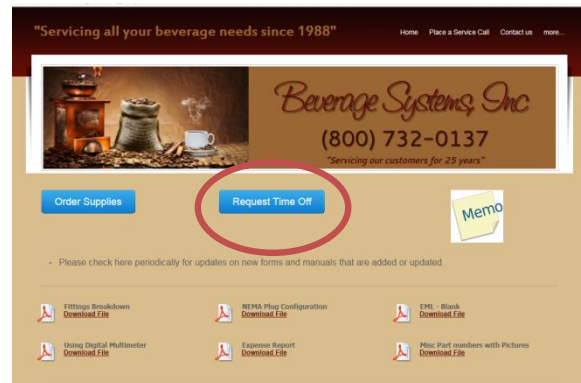 "Servicing all your beverage needs since 1988"
Home Place a Service Call Contact us more...
Beverage Systems, Inc
(800) 732-0137
"Servicing our customers for 25 years"
Order Supplies
Request Time Off
Memo
- Please check here periodically for updates on new forms and manuals that are added or updated.
Fittings Breakdown
Download File
NEMA Plug Configuration
Download File
EML - Blank
Download File
Using Digital Multimeter
Download File
Expense Report
Download File
Misc Part numbers with Pictures
Download File